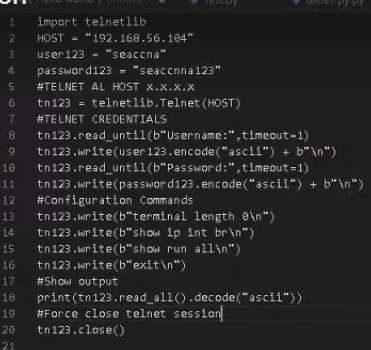 Test.py
telnet-py.py
1 import telnetlib
2 HOST = "192.168.56.104"
3 user123 = "seaccna"
4 password123 = "seaccnna123"
5 #TELNET AL HOST x.x.x.x
6 tn123 = telnetlib.Telnet(HOST)
7 #TELNET CREDENTIALS
8 tn123.read_until(b"Username:",timeout=1)
9 tn123.write(user123.encode("ascii") + b"\n")
10 tn123.read_until(b"Password:",timeout=1)
11 tn123.write(password123.encode("ascii") + b"\n")
12 #Configuration Commands
13 tn123.write(b"terminal length 0\n")
14 tn123.write(b"show ip int br\n")
15 tn123.write(b"show run all\n")
16 tn123.write(b"exit\n")
17 #Show output
18 print(tn123.read_all().decode("ascii"))
19 #Force close telnet session
20 tn123.close()
21